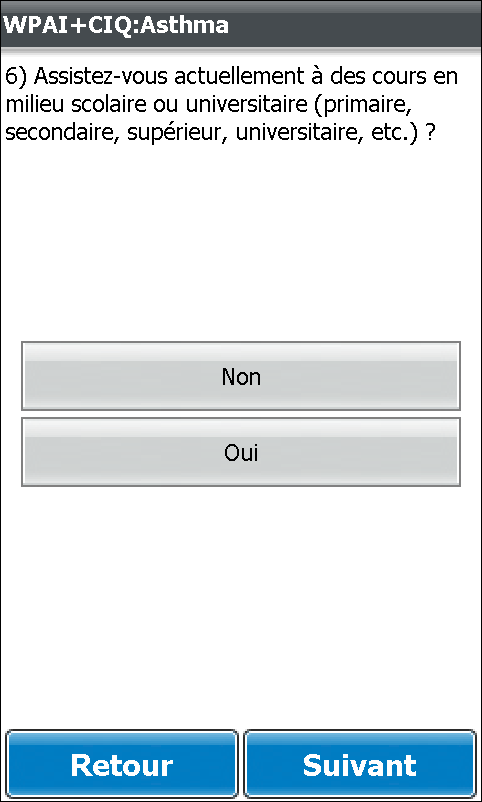 WPAI+CIQ:Asthma
6) Assistez-vous actuellement à des cours en
milieu scolaire ou universitaire (primaire,
secondaire, supérieur, universitaire, etc.) ?
Non
Oui
Retour
Suivant